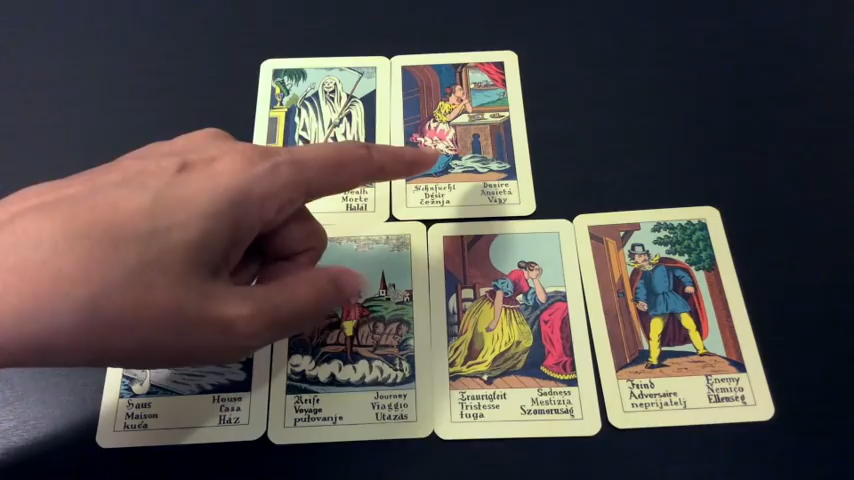 Death
Morte
Halál
Sehnsucht Desire
Désir Ansietá
čežnja Vágy
Haus House
Maison Casa
kuća Ház
Reise Journey
Voyage Viaggio
putovanje Utazás
Traurigkeit Sadness
Tristesse Mestizia
tuga Szomorúság
Feind Enemy
Adversaire Nemico
neprijatelj Ellenség